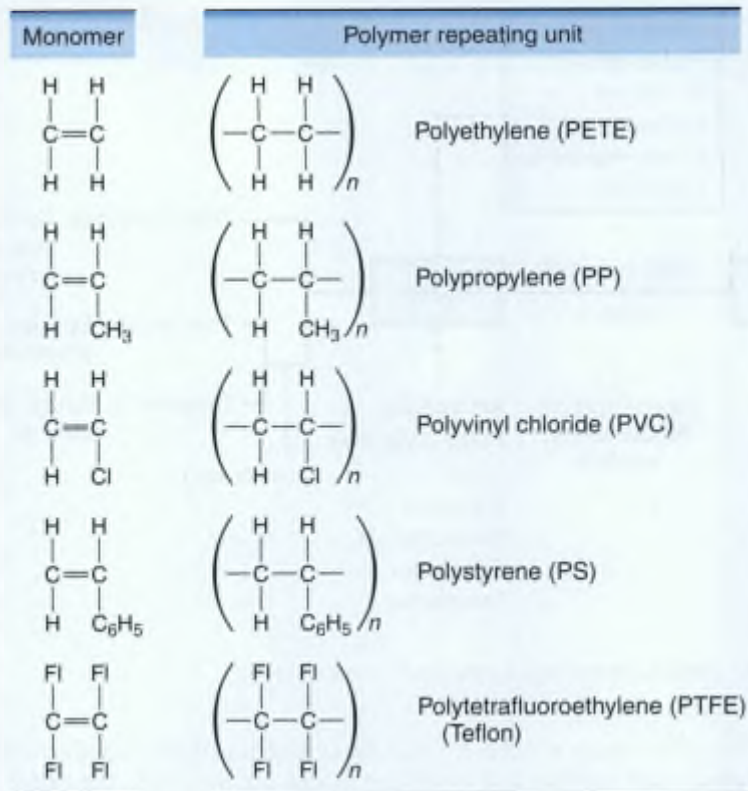 Monomer Polymer repeating unit
H H H H
C=C —C—C— Polyethylene (PETE)
H H H H n
H H H H
C=C —C—C— Polypropylene (PP)
H CH₃ H CH₃ n
H H H H
C=C —C—C— Polyvinyl chloride (PVC)
H Cl H Cl n
H H H H
C=C —C—C— Polystyrene (PS)
H C₆H₅ H C₆H₅ n
Fl Fl Fl Fl
C=C —C—C— Polytetrafluoroethylene (PTFE)
(Teflon)
Fl Fl Fl Fl n